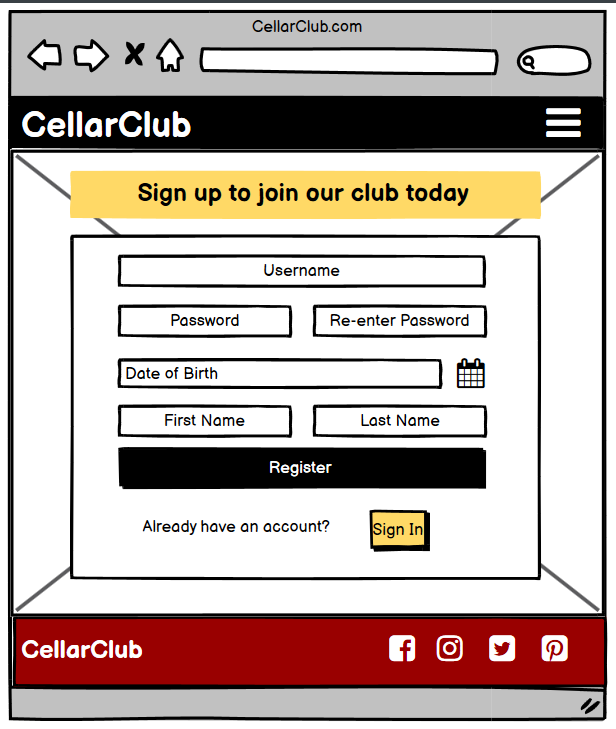 CellarClub.com
CellarClub
Sign up to join our club today
Username
Password Re-enter Password
Date of Birth
First Name Last Name
Register
Already have an account? Sign In
CellarClub